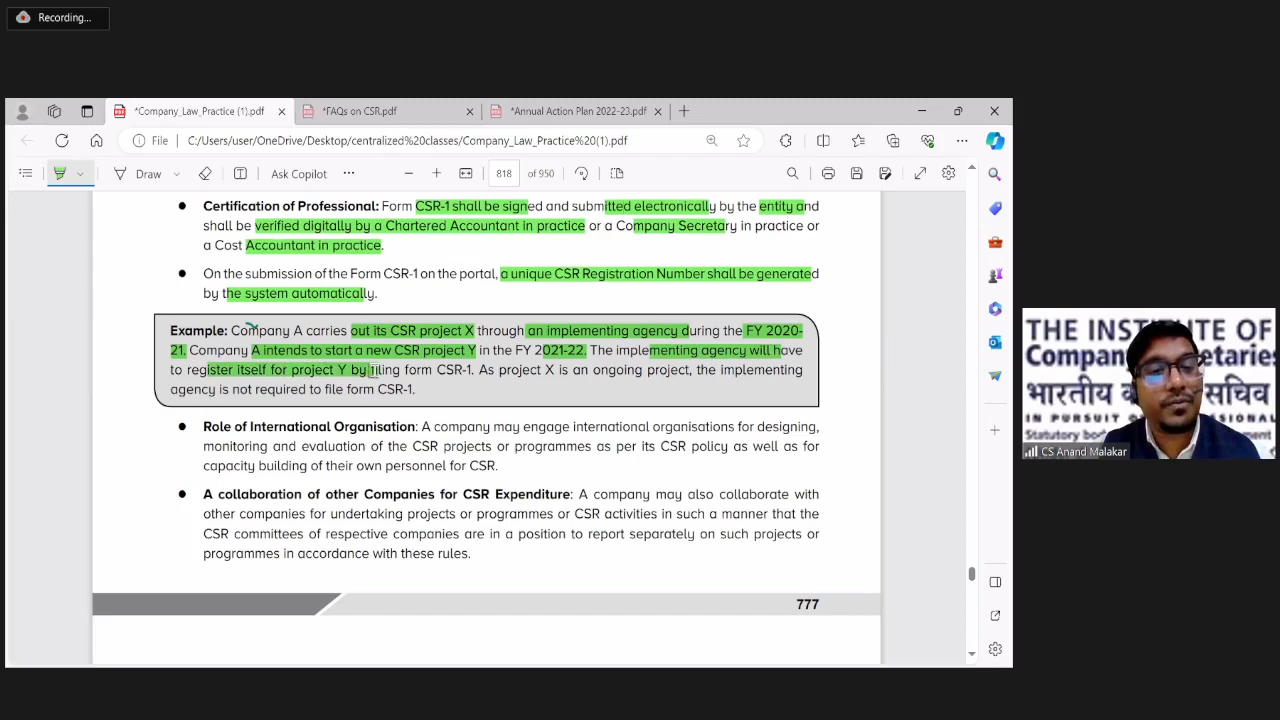 Recording...
*Company_Law_Practice (1).pdf
*FAQs on CSR.pdf
*Annual Action Plan 2022-23.pdf
File
C:/Users/user/OneDrive/Desktop/centralized%20classes/Company_Law_Practice%20(1).pdf
Draw
Ask Copilot
818 of 950
• Certification of Professional: Form CSR-1 shall be signed and submitted electronically by the entity and
shall be verified digitally by a Chartered Accountant in practice or a Company Secretary in practice or
a Cost Accountant in practice.
• On the submission of the Form CSR-1 on the portal, a unique CSR Registration Number shall be generated
by the system automatically.
Example: Company A carries out its CSR project X through an implementing agency during the FY 2020-
21. Company A intends to start a new CSR project Y in the FY 2021-22. The implementing agency will have
to register itself for project Y by filing form CSR-1. As project X is an ongoing project, the implementing
agency is not required to file form CSR-1.
• Role of International Organisation: A company may engage international organisations for designing,
monitoring and evaluation of the CSR projects or programmes as per its CSR policy as well as for
capacity building of their own personnel for CSR.
• A collaboration of other Companies for CSR Expenditure: A company may also collaborate with
other companies for undertaking projects or programmes or CSR activities in such a manner that the
CSR committees of respective companies are in a position to report separately on such projects or
programmes in accordance with these rules.
777
THE INSTITUTE OF
Compa cretaries
भारतीय सचिव
IN PURSUIT
Statutory
CS Anand Malakar